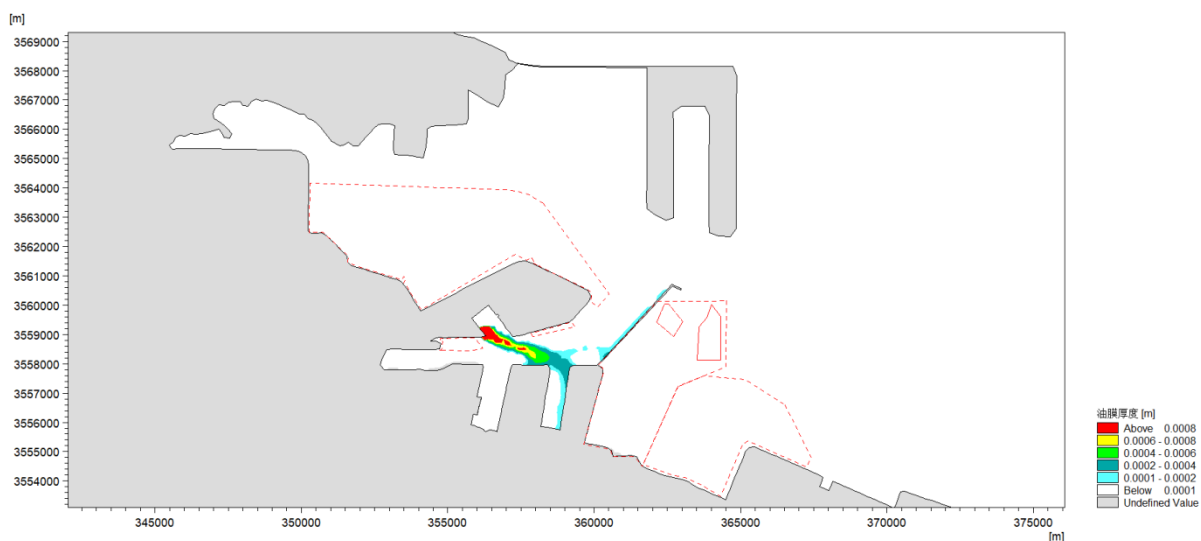 [m]
3569000
3568000
3567000
3566000
3565000
3564000
3563000
3562000
3561000
3560000
3559000
3558000
3557000
3556000
3555000
3554000
345000 350000 355000 360000 365000 370000 375000
[m]
油膜厚度 [m]
Above 0.0008
0.0006 - 0.0008
0.0004 - 0.0006
0.0002 - 0.0004
0.0001 - 0.0002
Below 0.0001
Undefined Value